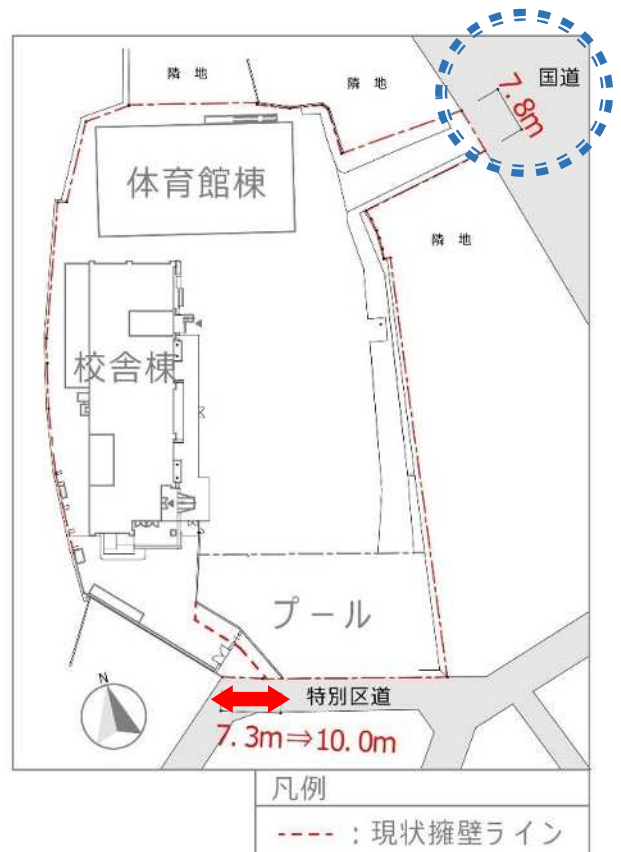 隣 地
隣 地
国道
7.8m
体育館棟
隣 地
校舎棟
プール
N
特別区道
7.3m⇒10.0m
凡例
：現状擁壁ライン